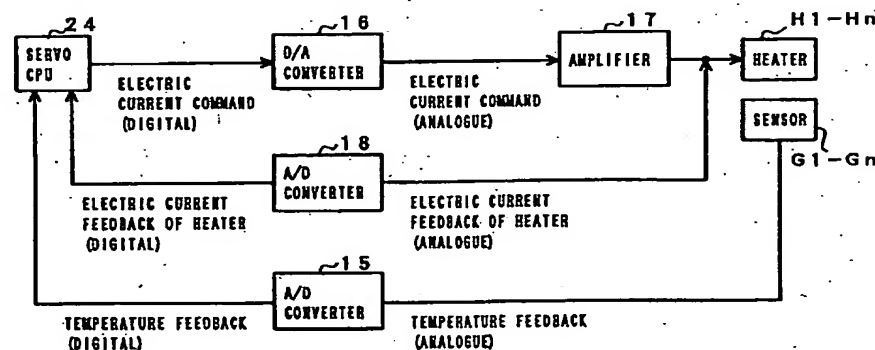 24
SERVO
CPU
16
D/A
CONVERTER
17
AMPLIFIER
H1-Hn
HEATER
ELECTRIC
CURRENT COMMAND
(DIGITAL)
ELECTRIC
CURRENT COMMAND
(ANALOGUE)
SENSOR
G1-Gn
18
A/D
CONVERTER
ELECTRIC CURRENT
FEEDBACK OF HEATER
(DIGITAL)
ELECTRIC CURRENT
FEEDBACK OF HEATER
(ANALOGUE)
15
A/D
CONVERTER
TEMPERATURE FEEDBACK
(DIGITAL)
TEMPERATURE FEEDBACK
(ANALOGUE)